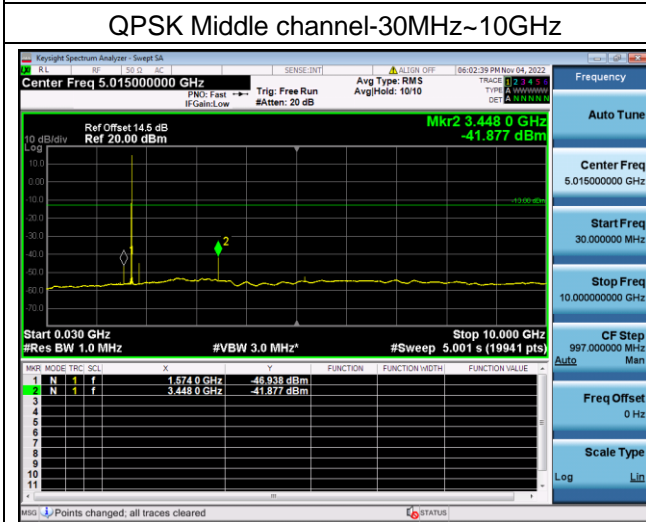 QPSK Middle channel-30MHz~10GHz
Keysight Spectrum Analyzer - Swept SA
RL RF 50 Ω AC SENSE:INT ALIGN OFF 06:02:39 PM Nov 04, 2022
Center Freq 5.015000000 GHz
PNO: Fast Trig: Free Run
IFGain:Low #Atten: 20 dB
Avg Type: RMS
Avg|Hold: 10/10
TRACE 1 2 3 4 5 6
TYPE A WWWWW
DET A N N N N N
Mkr2 3.448 0 GHz
-41.877 dBm
Ref Offset 14.5 dB
10 dB/div Ref 20.00 dBm
Log
10.0
0.00
-10.0
-13.00 dBm
-20.0
-30.0
-40.0
2
-50.0
-60.0
-70.0
Start 0.030 GHz Stop 10.000 GHz
#Res BW 1.0 MHz #VBW 3.0 MHz* #Sweep 5.001 s (19941 pts)
MKR MODE TRC SCL X Y FUNCTION FUNCTION WIDTH FUNCTION VALUE
1 N 1 f 1.574 0 GHz -46.938 dBm
2 N 1 f 3.448 0 GHz -41.877 dBm
3
4
5
6
7
8
9
10
11
MSG Points changed; all traces cleared STATUS
Frequency
Auto Tune
Center Freq
5.015000000 GHz
Start Freq
30.000000 MHz
Stop Freq
10.000000000 GHz
CF Step
997.000000 MHz
Auto Man
Freq Offset
0 Hz
Scale Type
Log Lin